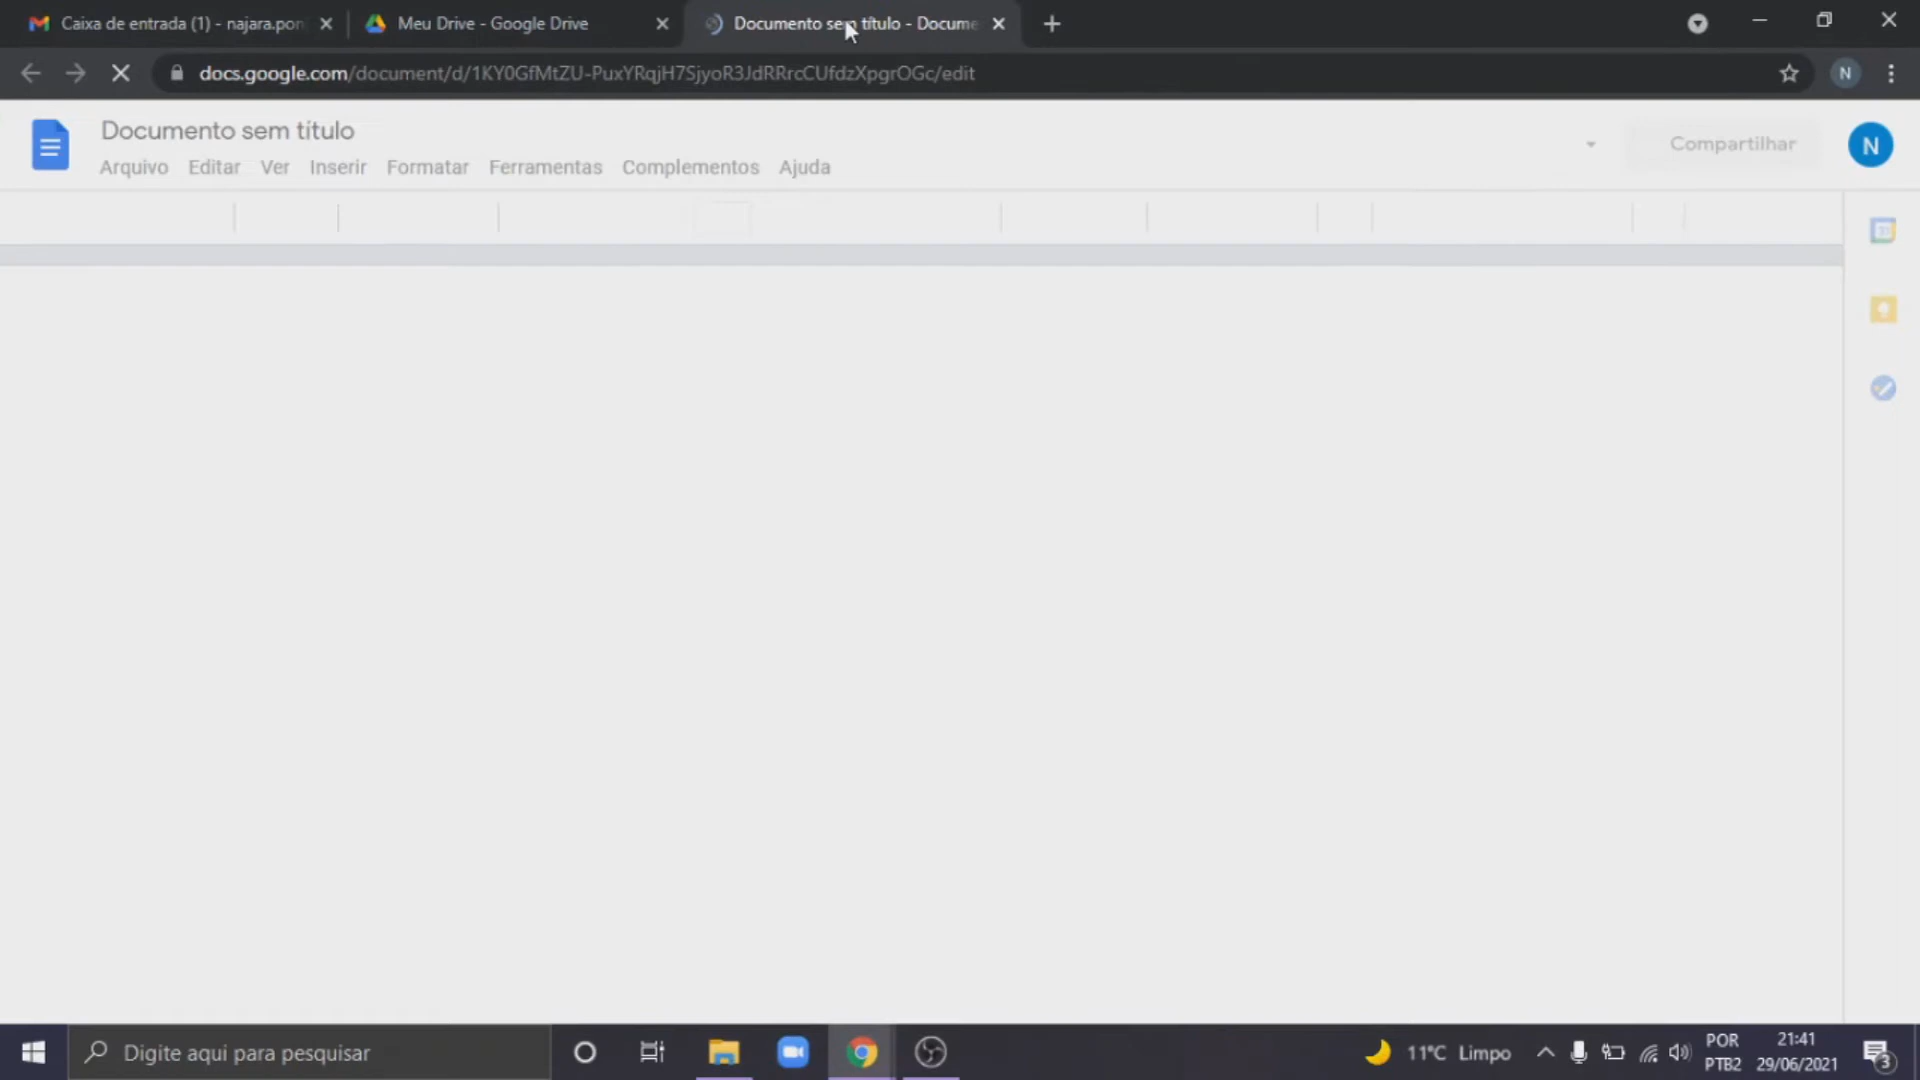 Caixa de entrada (1) - najara.pon
Meu Drive - Google Drive
Documento sem título - Docume
docs.google.com/document/d/1KY0GfMtZU-PuxYRqjH7SjyoR3JdRRrcCUfdzXpgrOGc/edit
N
Documento sem título
Arquivo Editar Ver Inserir Formatar Ferramentas Complementos Ajuda
Compartilhar
N
Digite aqui para pesquisar
11°C Limpo
POR
PTB2
21:41
29/06/2021
3